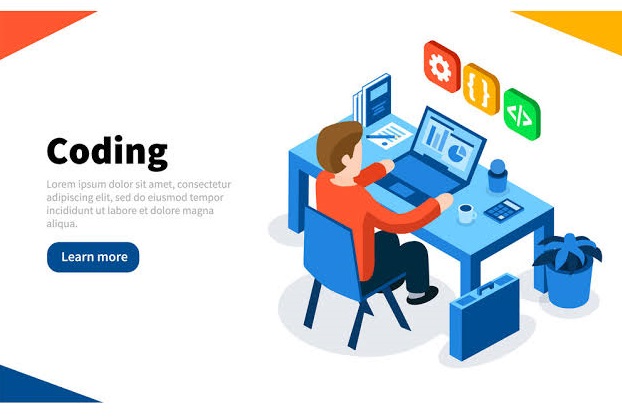 Coding
Lorem ipsum dolor sit amet, consectetur
adipiscing elit, sed do eiusmod tempor
incididunt ut labore et dolore magna
aliqua.
Learn more
{ }
</>